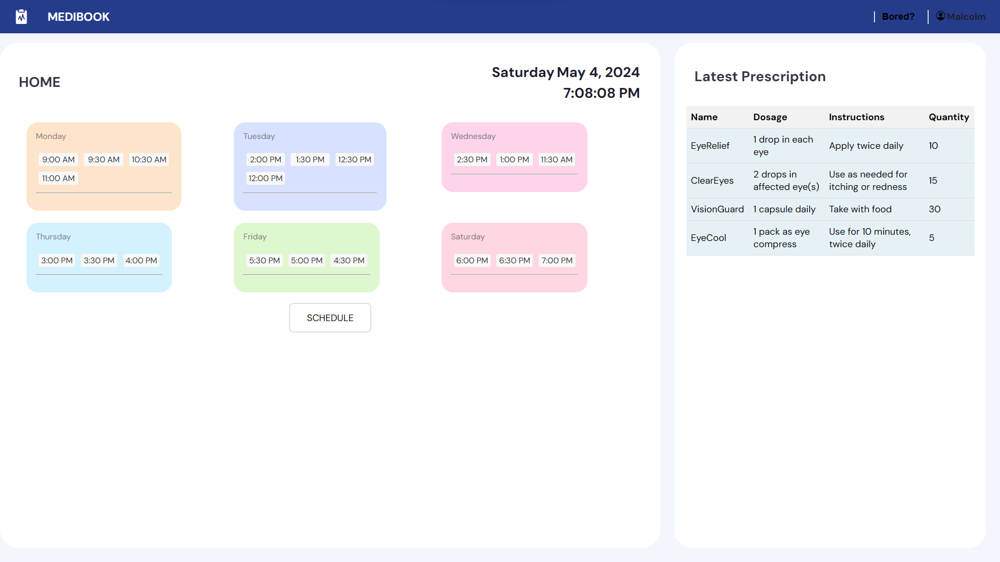 MEDIBOOK
Bored?
Malcolm
HOME
Saturday May 4, 2024
7:08:08 PM
Monday
9:00 AM 9:30 AM 10:30 AM
11:00 AM
Tuesday
2:00 PM 1:30 PM 12:30 PM
12:00 PM
Wednesday
2:30 PM 1:00 PM 11:30 AM
Thursday
3:00 PM 3:30 PM 4:00 PM
Friday
5:30 PM 5:00 PM 4:30 PM
Saturday
6:00 PM 6:30 PM 7:00 PM
SCHEDULE
Latest Prescription
Name Dosage Instructions Quantity
EyeRelief 1 drop in each eye Apply twice daily 10
ClearEyes 2 drops in affected eye(s) Use as needed for itching or redness 15
VisionGuard 1 capsule daily Take with food 30
EyeCool 1 pack as eye compress Use for 10 minutes, twice daily 5